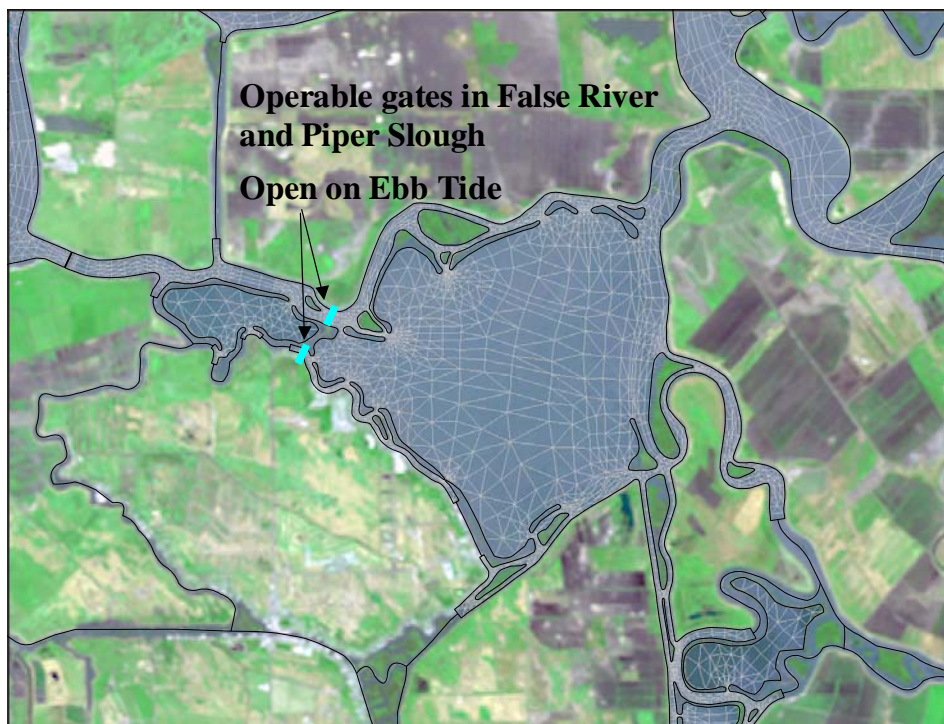 Operable gates in False River
and Piper Slough
Open on Ebb Tide